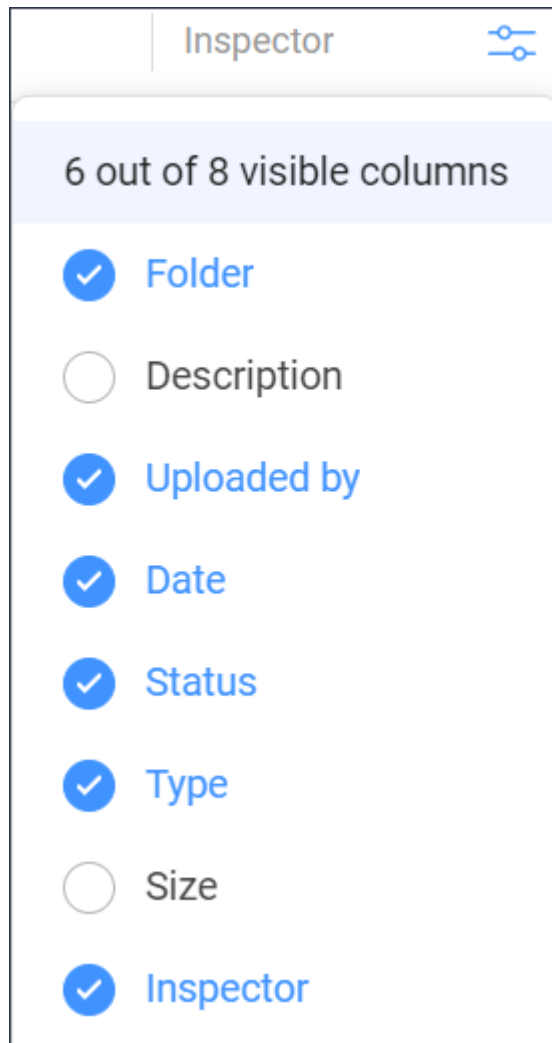 Inspector
6 out of 8 visible columns
Folder
Description
Uploaded by
Date
Status
Type
Size
Inspector